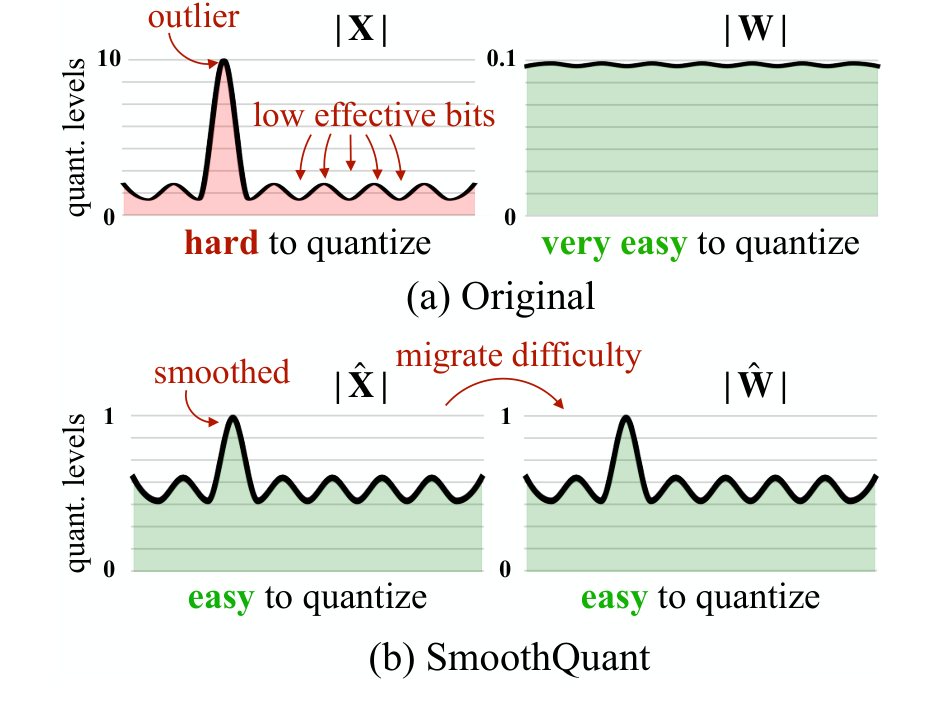 outlier
|X|
|W|
10
0.1
quant. levels
low effective bits
0
0
hard to quantize
very easy to quantize
(a) Original
migrate difficulty
smoothed
|X̂|
|Ŵ|
1
1
quant. levels
0
0
easy to quantize
easy to quantize
(b) SmoothQuant